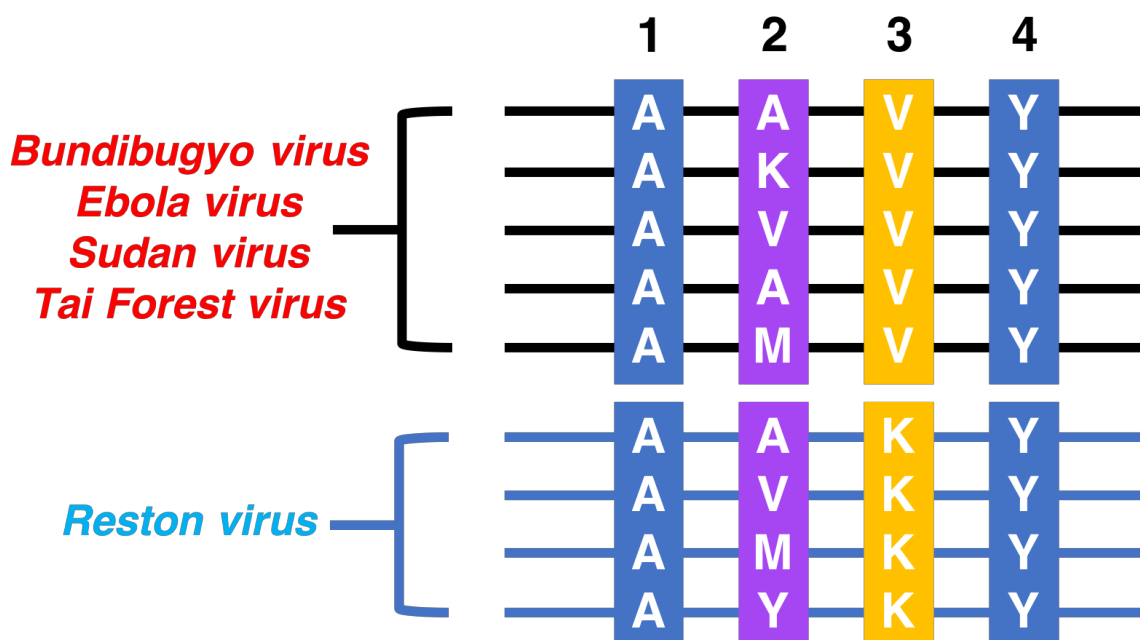 1 2 3 4
A A V Y
Bundibugyo virus
A K V Y
Ebola virus
A V V Y
Sudan virus
A A V Y
Tai Forest virus
A M V Y
A A K Y
A V K Y
Reston virus
A M K Y
A Y K Y